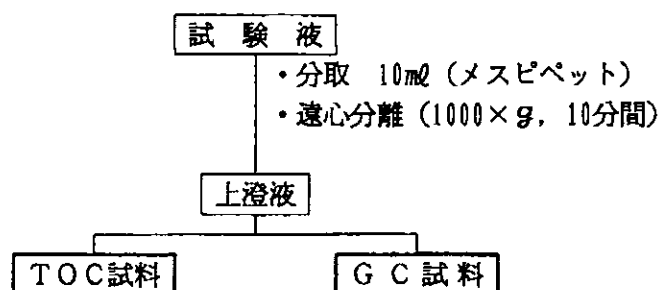 試 験 液
・分取 10㎖ (メスピペット)
・遠心分離 (1000×g, 10分間)
上澄液
TOC試料
GC試料